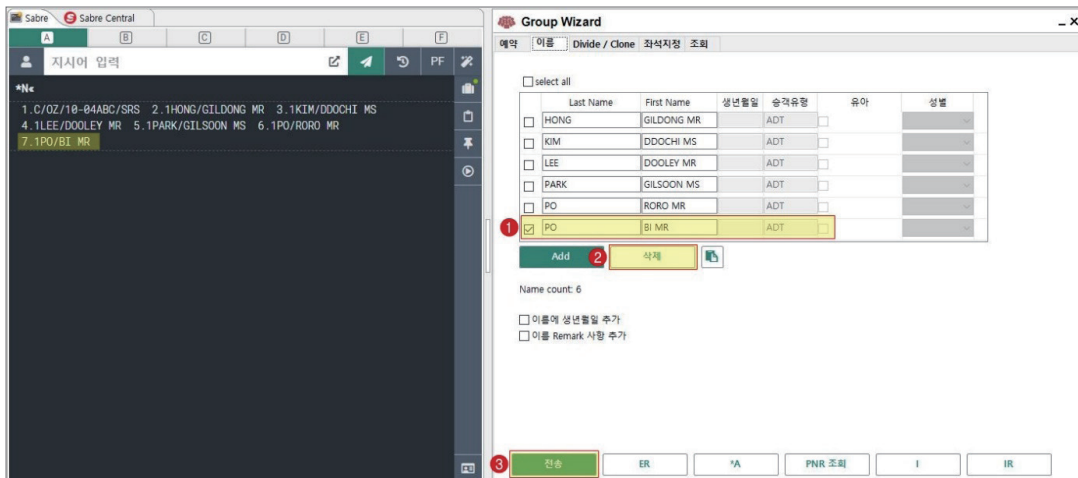 Sabre Sabre Central
A B C D E F
지시어 입력 PF
*N«
1.C/OZ/10-04ABC/SRS 2.1HONG/GILDONG MR 3.1KIM/DDOCHI MS
4.1LEE/DOOLEY MR 5.1PARK/GILSOON MS 6.1PO/RORO MR
7.1PO/BI MR
Group Wizard
예약 이름 Divide / Clone 좌석지정 조회
select all
Last Name First Name 생년월일 승객유형 유아 성별
HONG GILDONG MR ADT
KIM DDOCHI MS ADT
LEE DOOLEY MR ADT
PARK GILSOON MS ADT
PO RORO MR ADT
1 PO BI MR ADT
Add 2 삭제
Name count: 6
이름에 생년월일 추가
이름 Remark 사항 추가
3 전송 ER *A PNR 조회 I IR